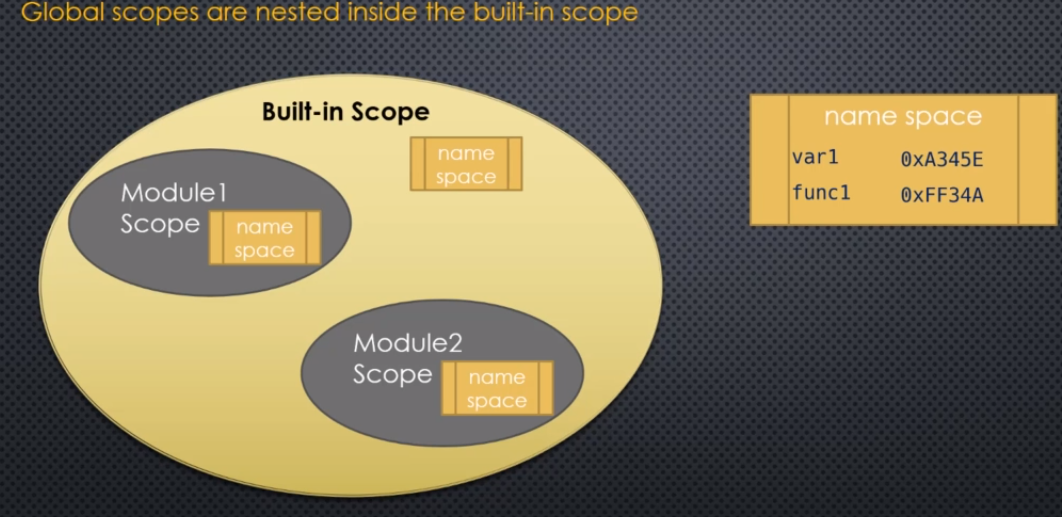 Global scopes are nested inside the built-in scope
Built-in Scope
name
space
Module1
Scope
name
space
Module2
Scope
name
space
name space
var1 0xA345E
func1 0xFF34A